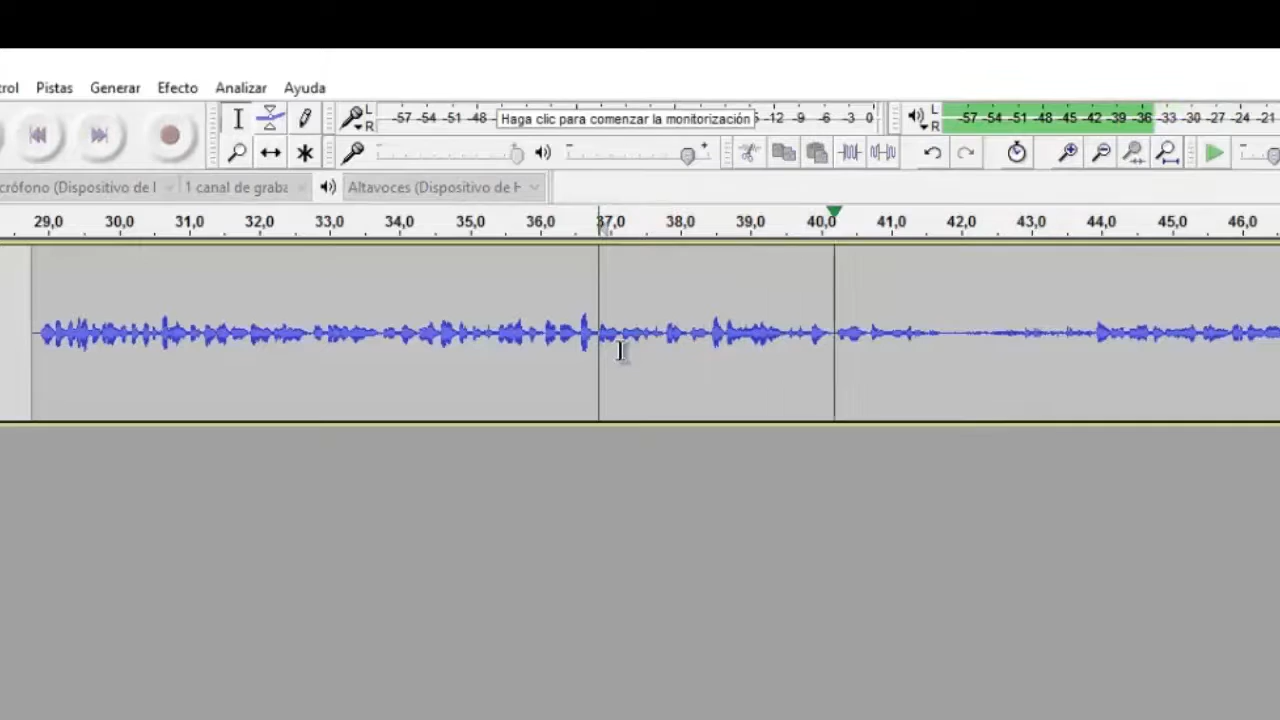 rol Pistas Generar Efecto Analizar Ayuda
L -57 -54 -51 -48 Haga clic para comenzar la monitorización -12 -9 -6 -3 0 L -57 -54 -51 -48 -45 -42 -39 -36 -33 -30 -27 -24 -21
R R
crófono (Dispositivo de 1 canal de graba Altavoces (Dispositivo de
29,0 30,0 31,0 32,0 33,0 34,0 35,0 36,0 37,0 38,0 39,0 40,0 41,0 42,0 43,0 44,0 45,0 46,0